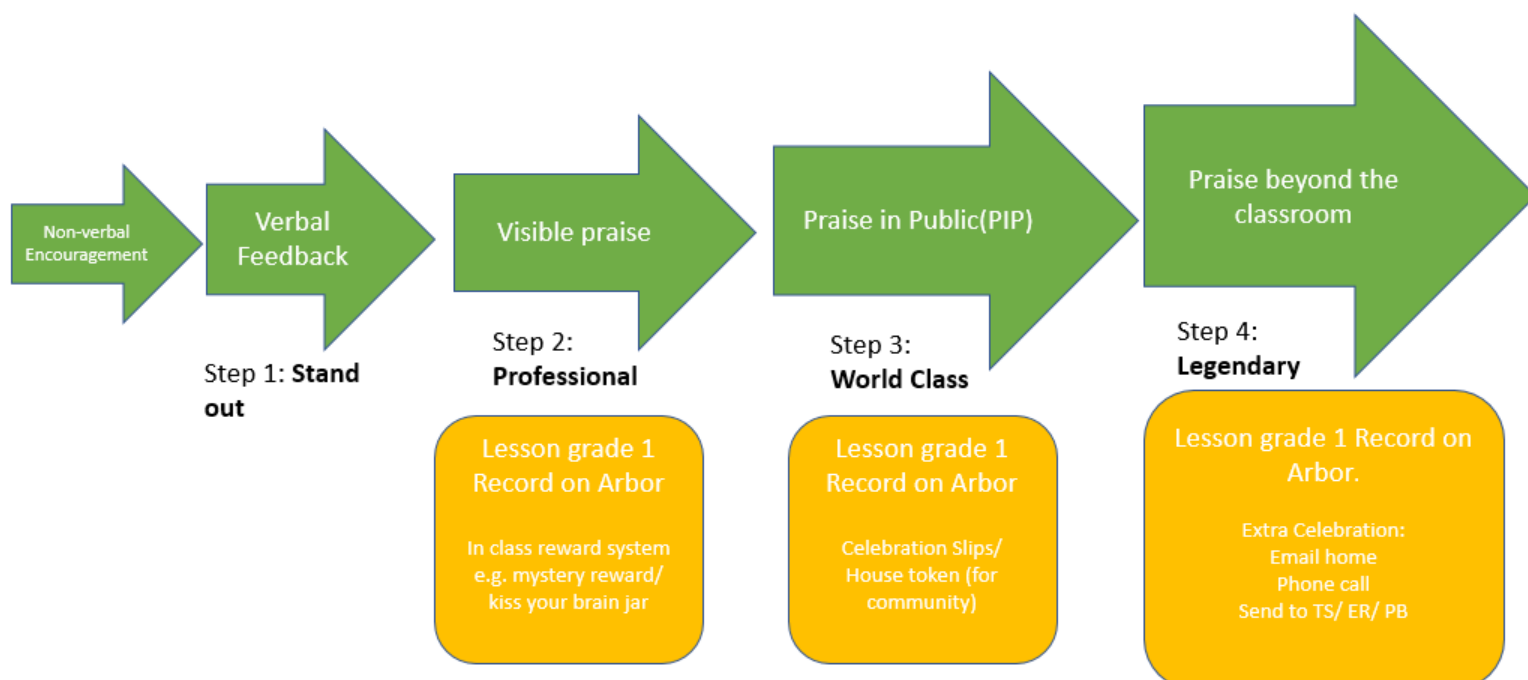 Non-verbal
Encouragement
Verbal
Feedback
Visible praise
Praise in Public(PIP)
Praise beyond the
classroom
Step 1: Stand
out
Step 2:
Professional
Step 3:
World Class
Step 4:
Legendary
Lesson grade 1
Record on Arbor
In class reward system
e.g. mystery reward/
kiss your brain jar
Lesson grade 1
Record on Arbor
Celebration Slips/
House token (for
community)
Lesson grade 1 Record on
Arbor.
Extra Celebration:
Email home
Phone call
Send to TS/ ER/ PB